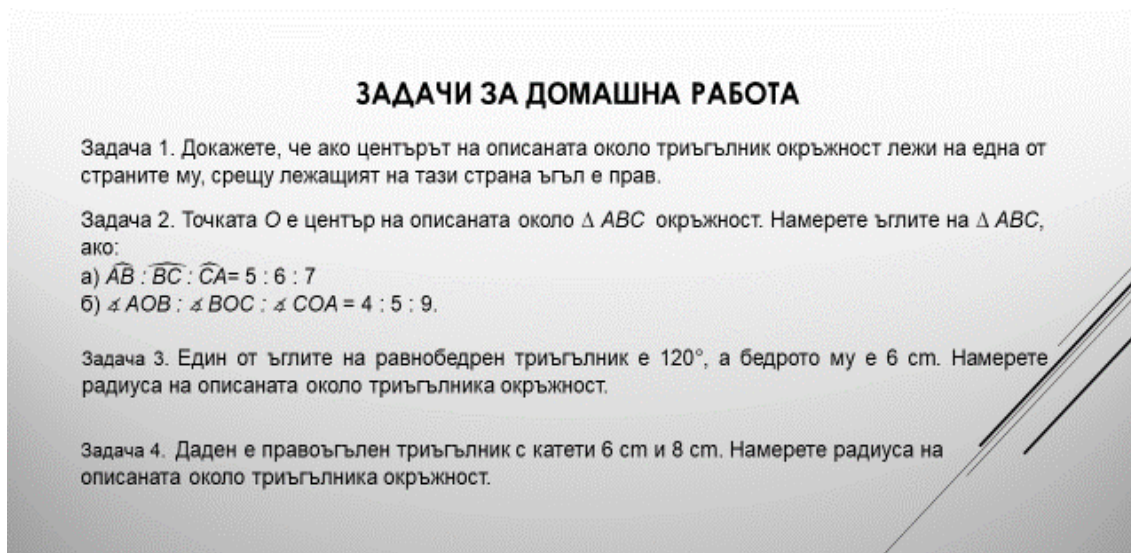 ЗАДАЧИ ЗА ДОМАШНА РАБОТА
Задача 1. Докажете, че ако центърът на описаната около триъгълник окръжност лежи на една от
страните му, срещу лежащият на тази страна ъгъл е прав.
Задача 2. Точката O е център на описаната около ∆ ABC окръжност. Намерете ъглите на ∆ ABC,
ако:
а) A͡B : B͡C : C͡A= 5 : 6 : 7
б) ∡ AOB : ∡ BOC : ∡ COA = 4 : 5 : 9.
Задача 3. Един от ъглите на равнобедрен триъгълник е 120°, а бедрото му е 6 cm. Намерете
радиуса на описаната около триъгълника окръжност.
Задача 4. Даден е правоъгълен триъгълник с катети 6 cm и 8 cm. Намерете радиуса на
описаната около триъгълника окръжност.